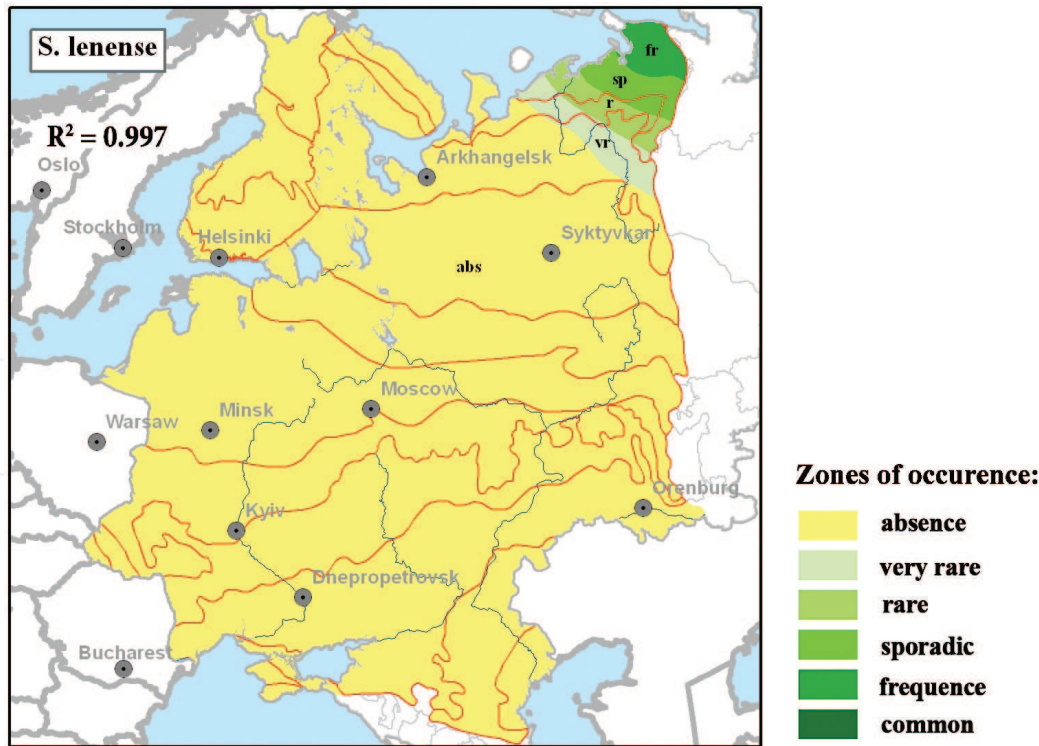 S. lenense
R² = 0.997
fr
sp
r
vr
Oslo
Arkhangelsk
Stockholm
Helsinki
Syktyvkar
abs
Moscow
Minsk
Warsaw
Zones of occurence:
Orenburg
Kyiv
absence
very rare
Dnepropetrovsk
rare
sporadic
Bucharest
frequence
common